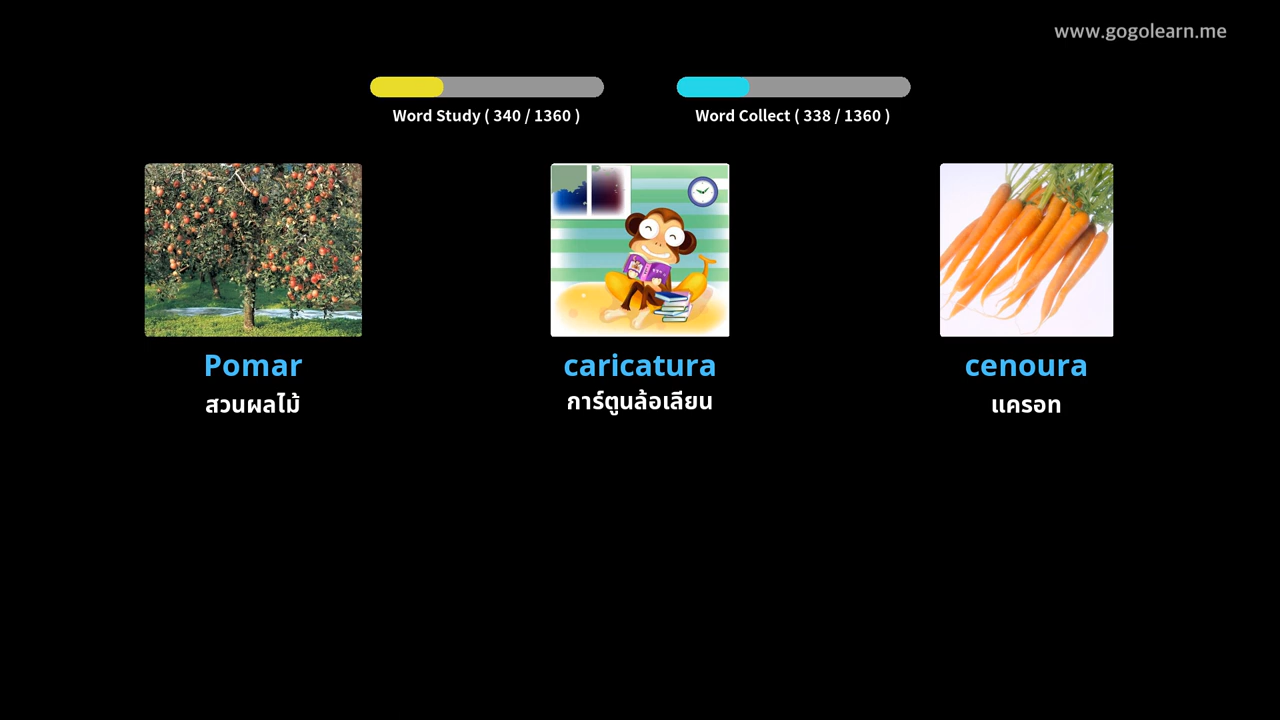 www.gogolearn.me
Word Study ( 340 / 1360 )
Word Collect ( 338 / 1360 )
Pomar
สวนผลไม้
caricatura
การ์ตูนล้อเลียน
cenoura
แครอท